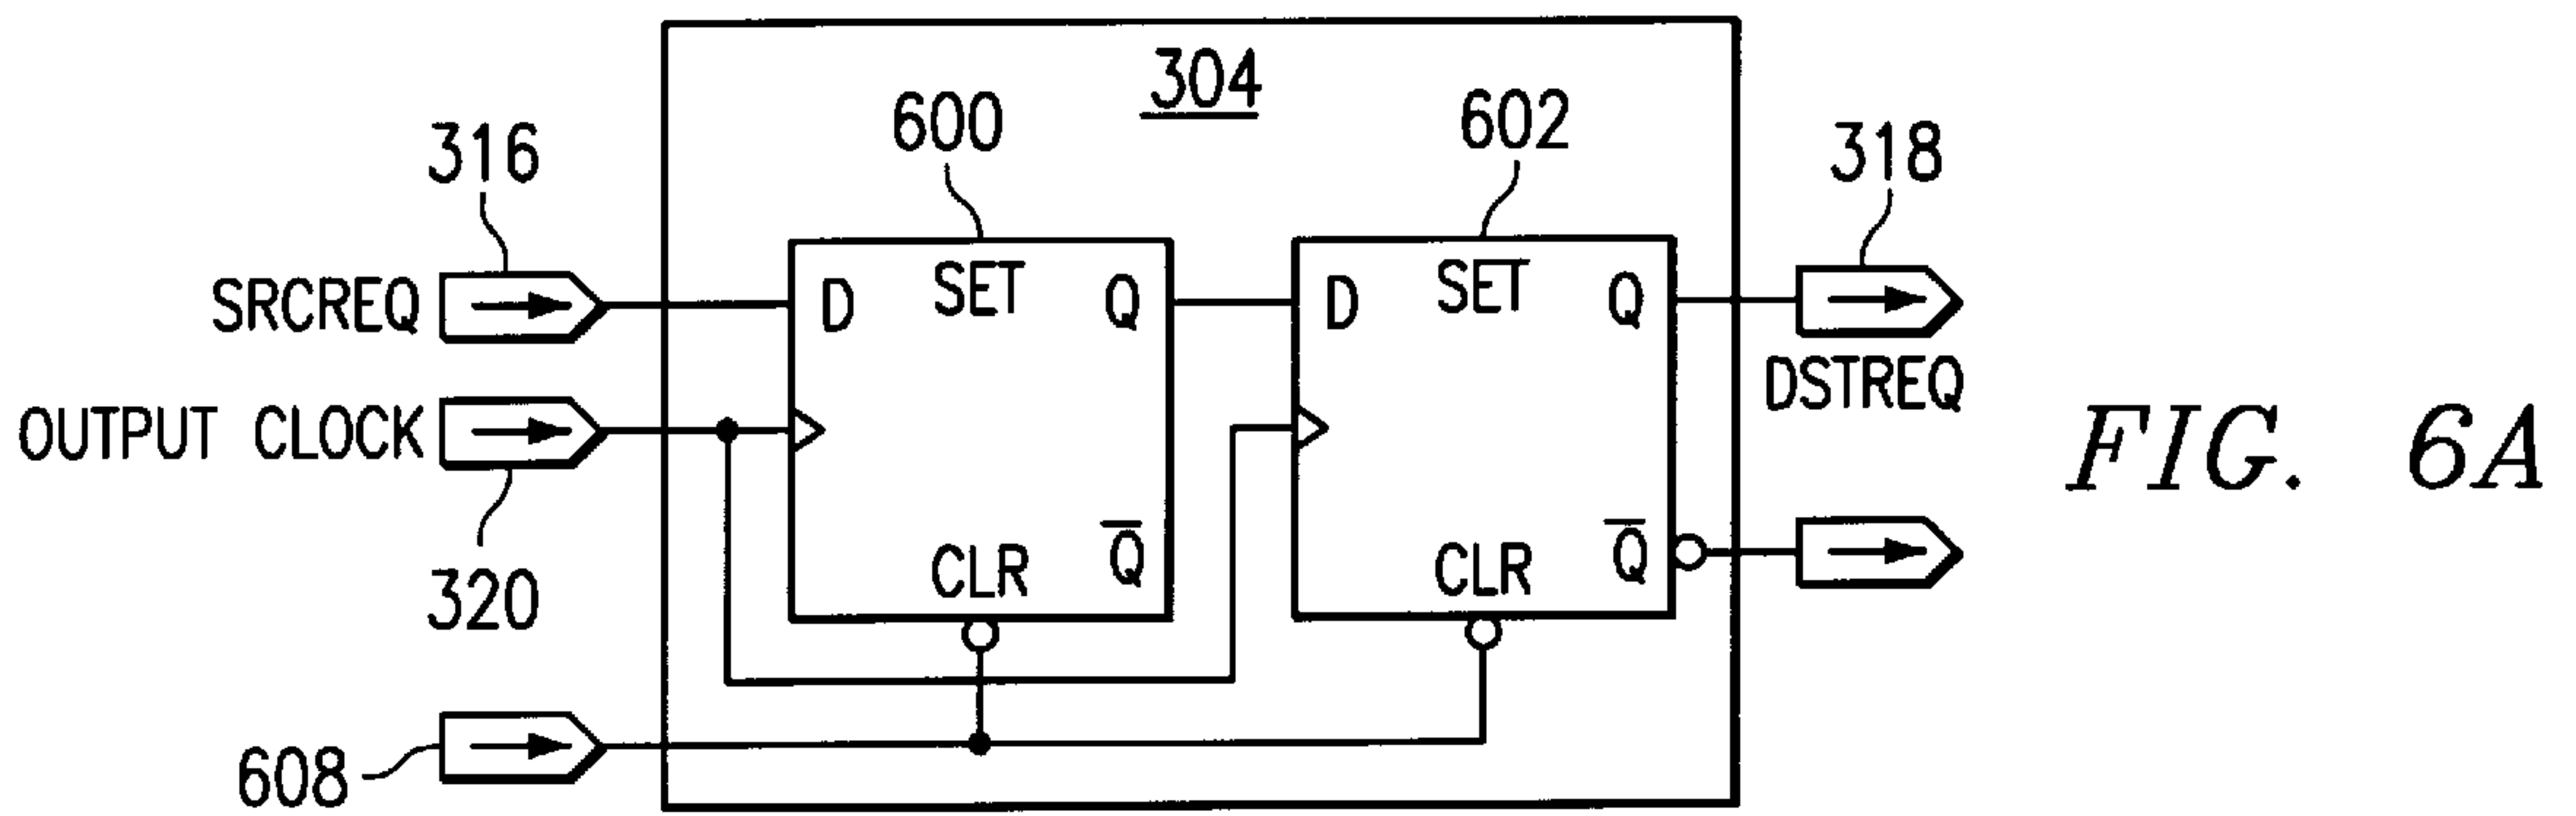 304
600
602
316
318
SRCREQ
D
SET
Q
D
SET
Q
DSTREQ
OUTPUT CLOCK
FIG. 6A
CLR
Q̅
CLR
Q̅
320
608